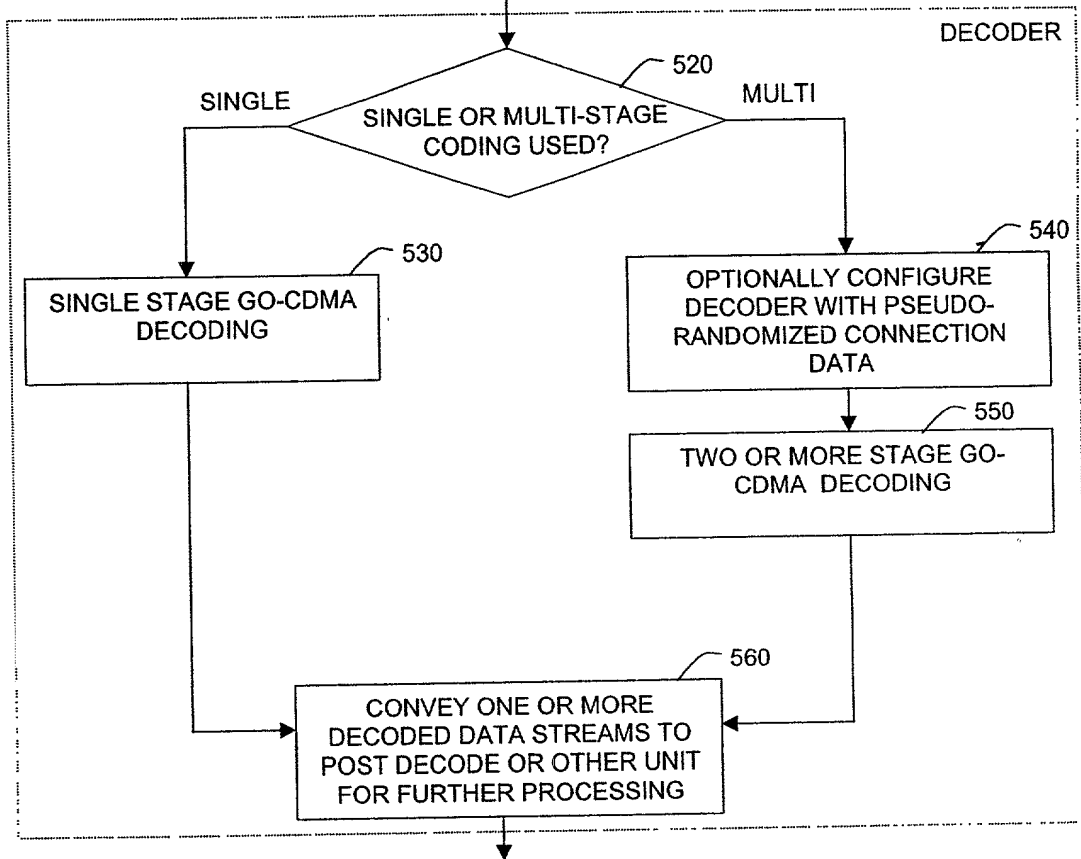 DECODER
520
SINGLE
MULTI
SINGLE OR MULTI-STAGE
CODING USED?
540
530
OPTIONALLY CONFIGURE
DECODER WITH PSEUDO-
RANDOMIZED CONNECTION
DATA
SINGLE STAGE GO-CDMA
DECODING
550
TWO OR MORE STAGE GO-
CDMA DECODING
560
CONVEY ONE OR MORE
DECODED DATA STREAMS TO
POST DECODE OR OTHER UNIT
FOR FURTHER PROCESSING